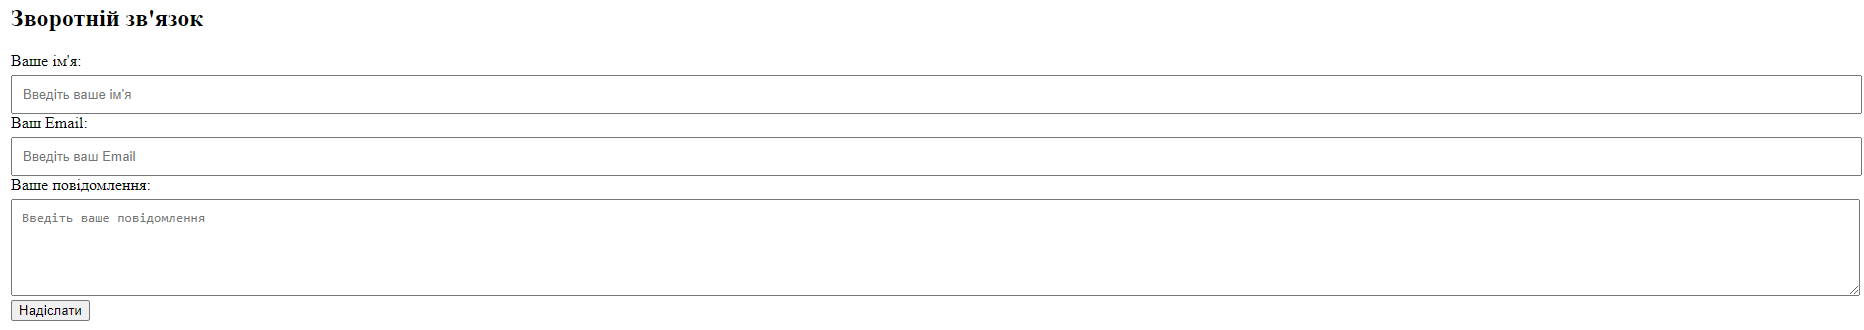 Зворотній зв'язок
Ваше ім'я:
Введіть ваше ім'я
Ваш Email:
Введіть ваш Email
Ваше повідомлення:
Введіть ваше повідомлення
Надіслати